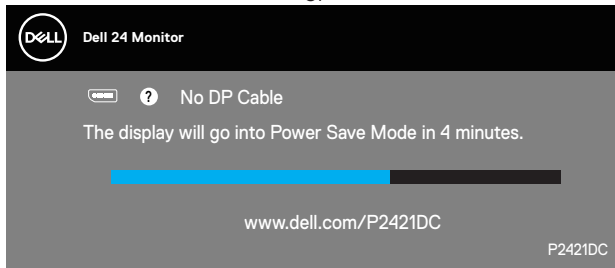 DELL Dell 24 Monitor
? No DP Cable
The display will go into Power Save Mode in 4 minutes.
www.dell.com/P2421DC
P2421DC